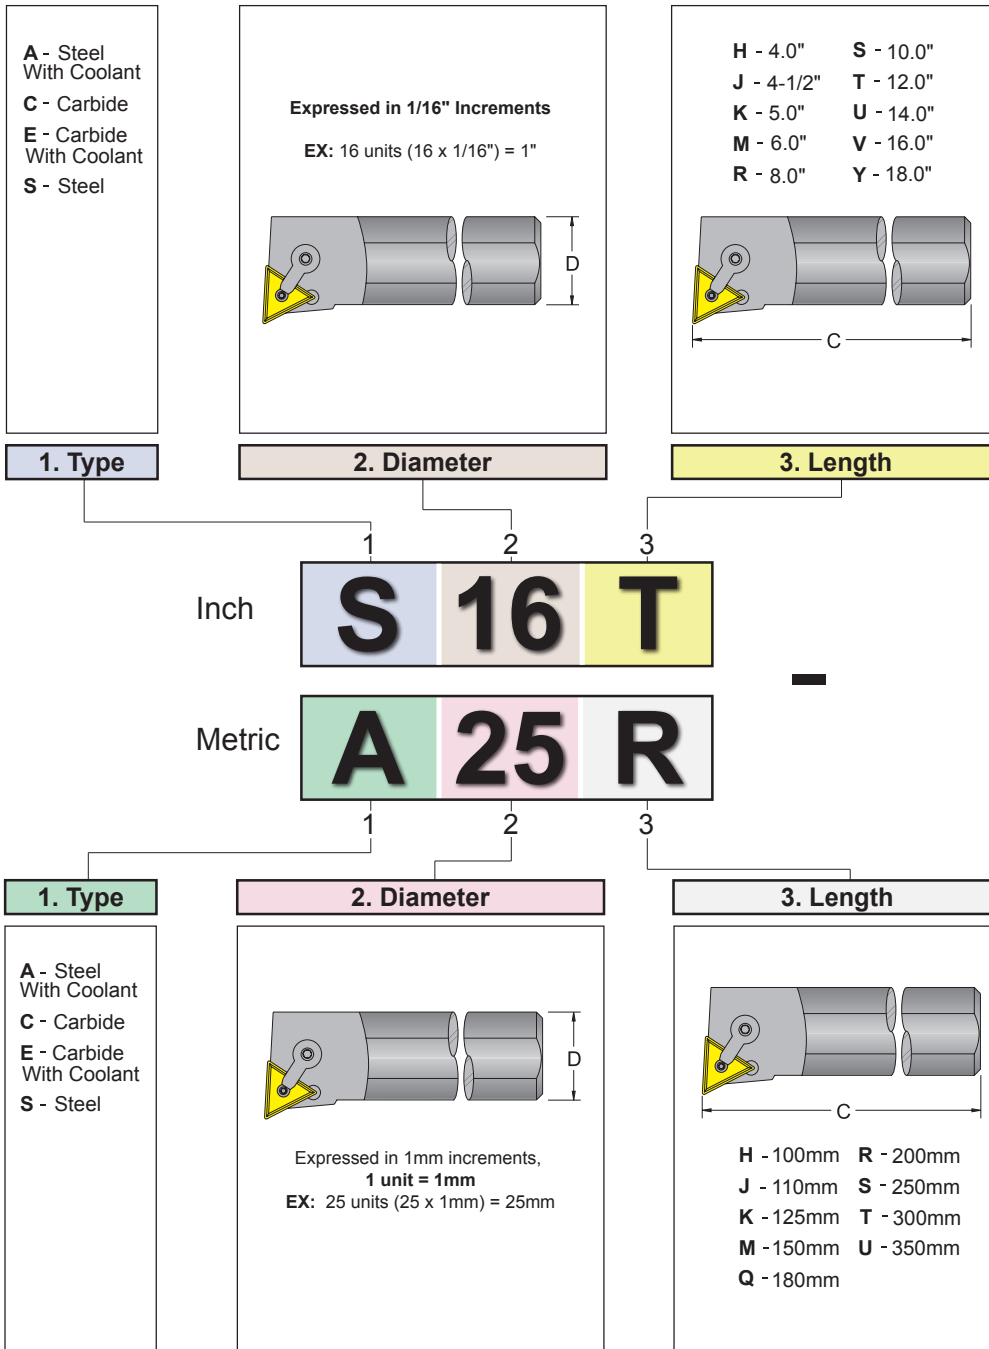 A - Steel
With Coolant
C - Carbide
E - Carbide
With Coolant
S - Steel
Expressed in 1/16" Increments
EX: 16 units (16 x 1/16") = 1"
D
H - 4.0" S - 10.0"
J - 4-1/2" T - 12.0"
K - 5.0" U - 14.0"
M - 6.0" V - 16.0"
R - 8.0" Y - 18.0"
C
1. Type 2. Diameter 3. Length
1 2 3
Inch S 16 T
-
Metric A 25 R
1 2 3
1. Type 2. Diameter 3. Length
A - Steel
With Coolant
C - Carbide
E - Carbide
With Coolant
S - Steel
D
Expressed in 1mm increments,
1 unit = 1mm
EX: 25 units (25 x 1mm) = 25mm
C
H - 100mm R - 200mm
J - 110mm S - 250mm
K - 125mm T - 300mm
M - 150mm U - 350mm
Q - 180mm